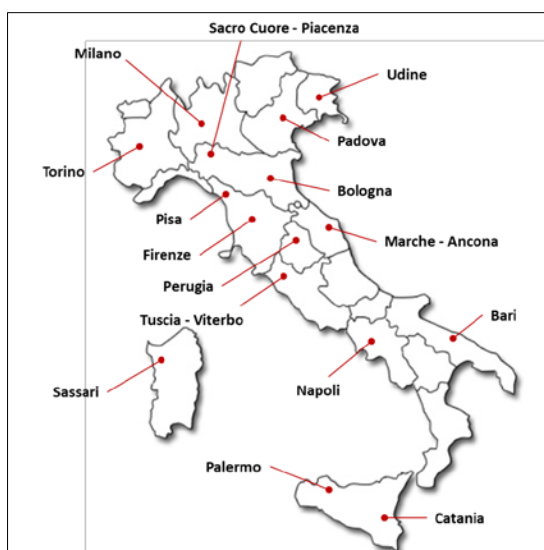 Sacro Cuore - Piacenza
Milano
Udine
Padova
Torino
Bologna
Pisa
Firenze
Marche - Ancona
Perugia
Tuscia - Viterbo
Bari
Sassari
Napoli
Palermo
Catania